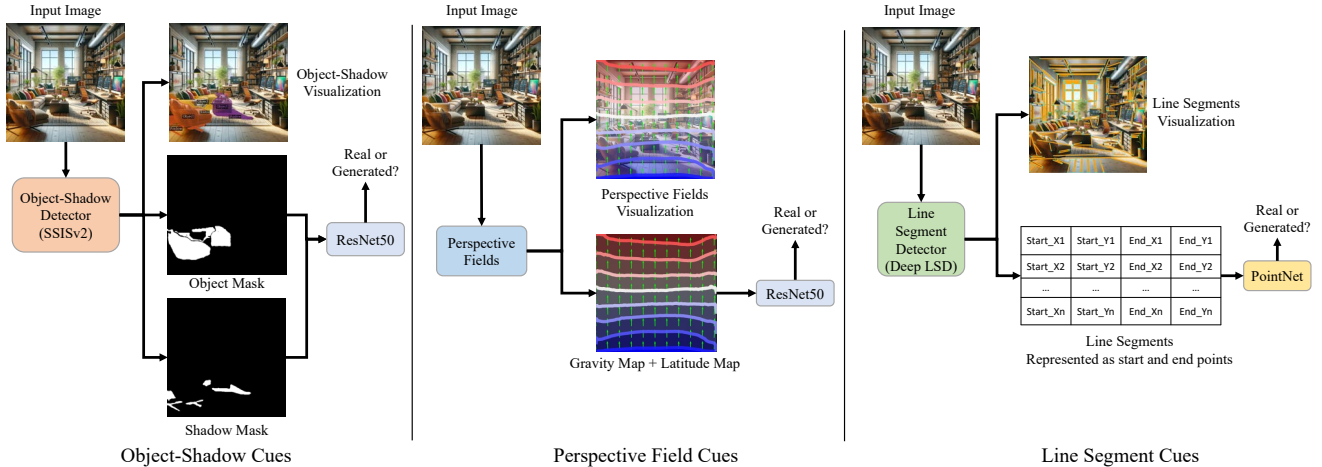 Input Image
Object-Shadow
Visualization
Object-Shadow
Detector
(SSISv2)
Real or
Generated?
ResNet50
Object Mask
Shadow Mask
Object-Shadow Cues
Input Image
Perspective Fields
Visualization
Perspective
Fields
Real or
Generated?
ResNet50
Gravity Map + Latitude Map
Perspective Field Cues
Input Image
Line Segments
Visualization
Line
Segment
Detector
(Deep LSD)
Real or
Generated?
Start_X1 Start_Y1 End_X1 End_Y1
Start_X2 Start_Y2 End_X2 End_Y2
... ... ... ...
Start_Xn Start_Yn End_Xn End_Yn
PointNet
Line Segments
Represented as start and end points
Line Segment Cues